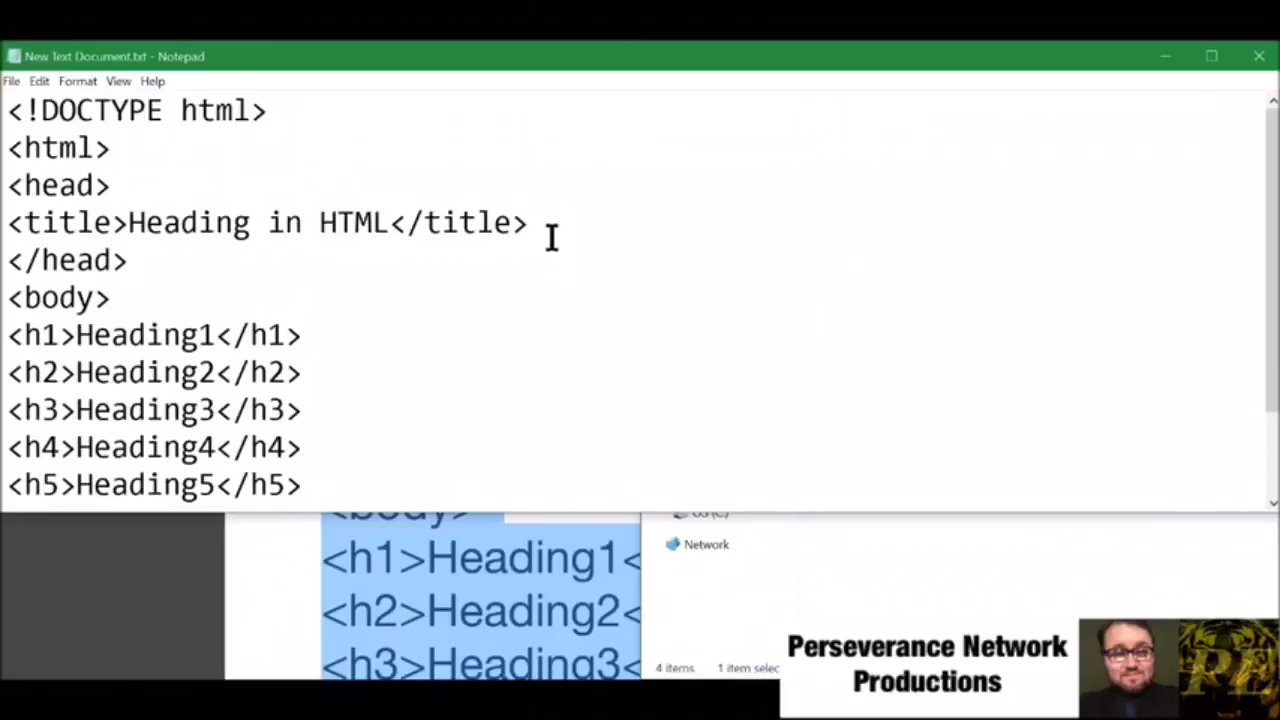 New Text Document.txt - Notepad
File Edit Format View Help
<!DOCTYPE html>
<html>
<head>
<title>Heading in HTML</title>
</head>
<body>
<h1>Heading1</h1>
<h2>Heading2</h2>
<h3>Heading3</h3>
<h4>Heading4</h4>
<h5>Heading5</h5>
<body>
<h1>Heading1<
<h2>Heading2<
<h3>Heading3<
OS (C:)
Network
4 items 1 item selec
Perseverance Network
Productions
PE